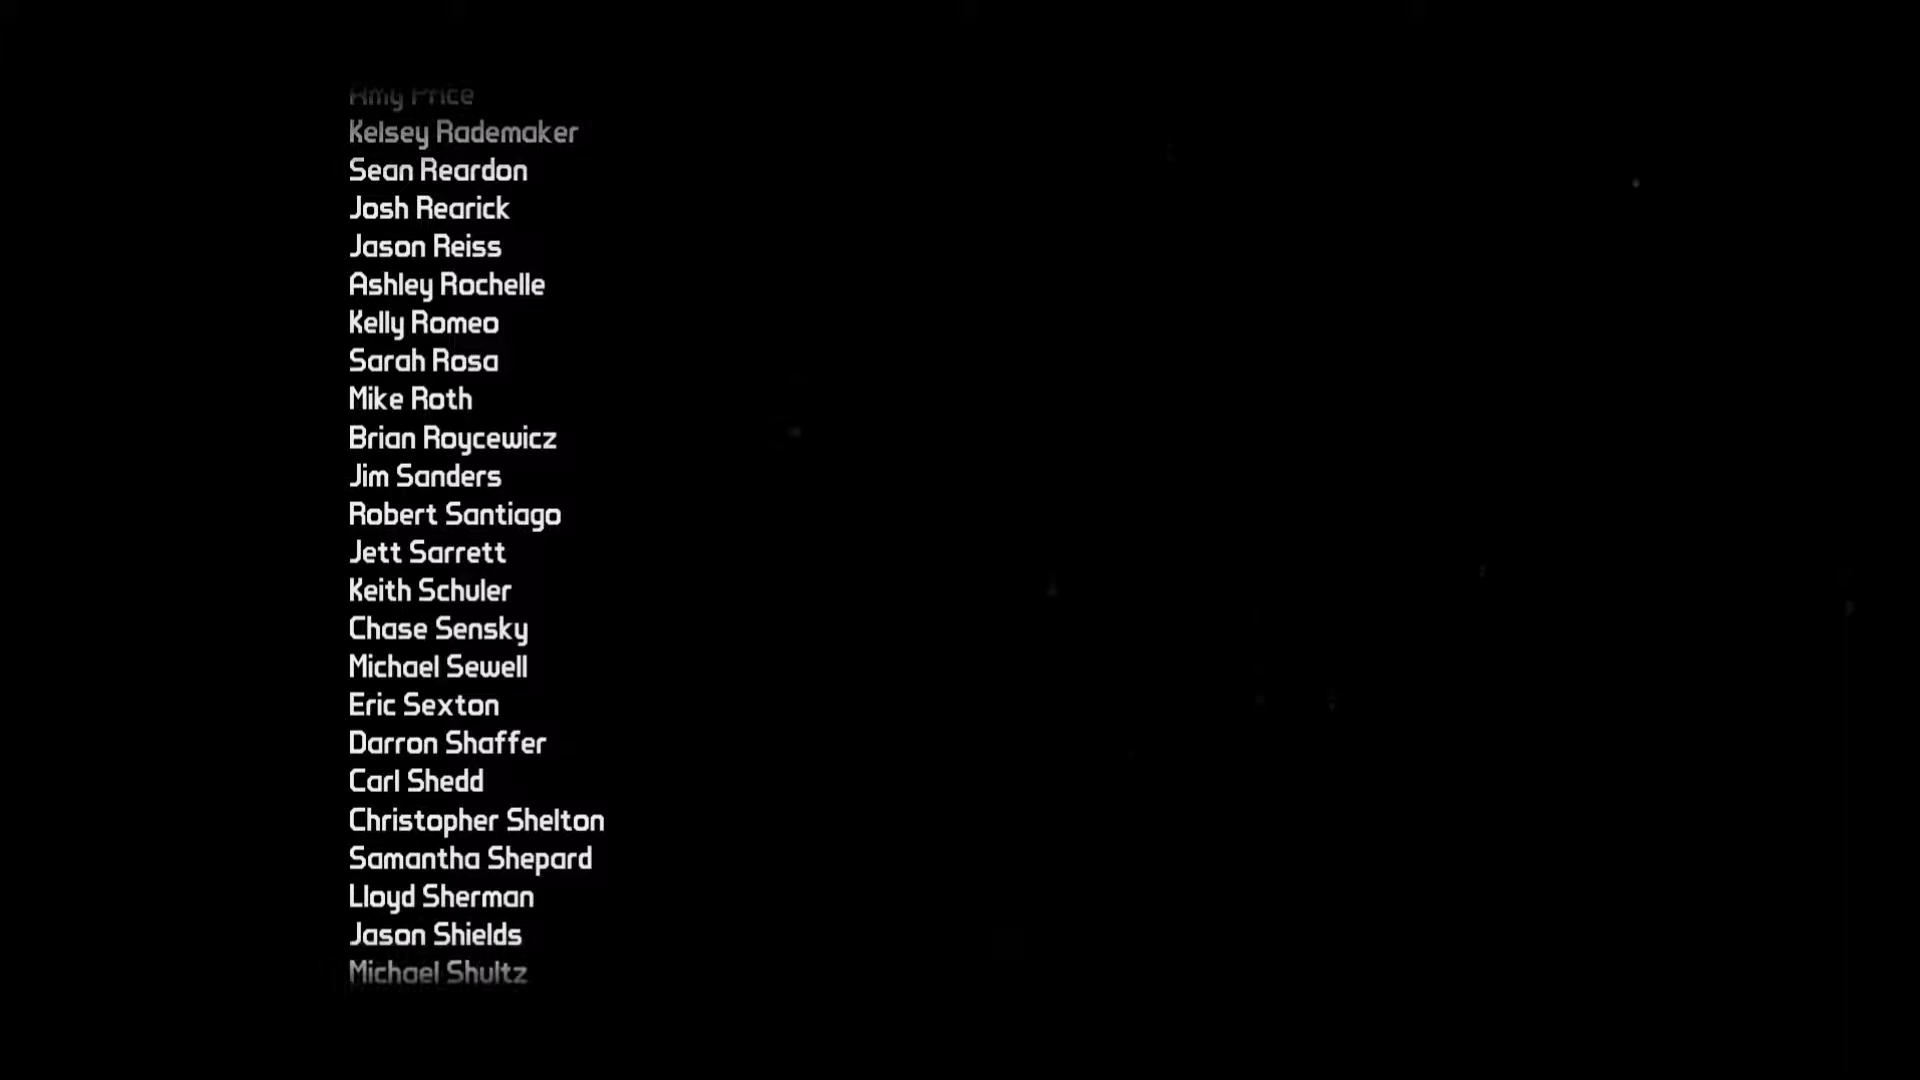 Amy Price
Kelsey Rademaker
Sean Reardon
Josh Rearick
Jason Reiss
Ashley Rochelle
Kelly Romeo
Sarah Rosa
Mike Roth
Brian Roycewicz
Jim Sanders
Robert Santiago
Jett Sarrett
Keith Schuler
Chase Sensky
Michael Sewell
Eric Sexton
Darron Shaffer
Carl Shedd
Christopher Shelton
Samantha Shepard
Lloyd Sherman
Jason Shields
Michael Shultz